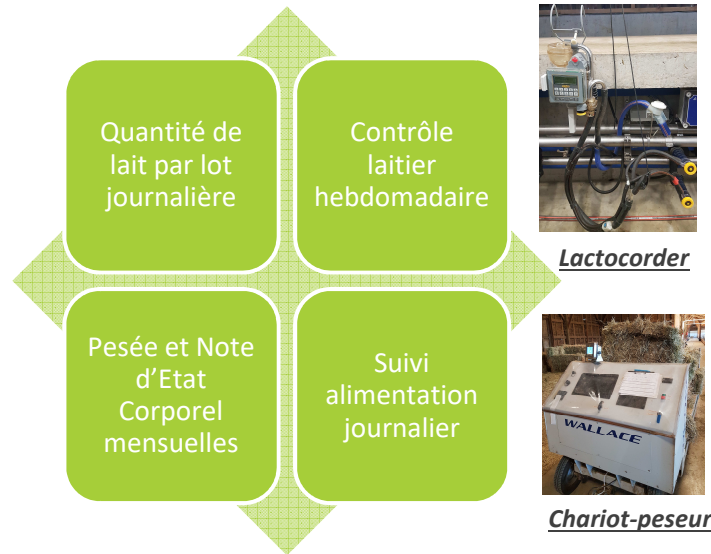 Quantité de
lait par lot
journalière
Contrôle
laitier
hebdomadaire
Lactocorder
Pesée et Note
d’Etat
Corporel
mensuelles
Suivi
alimentation
journalier
WALLACE
Chariot-peseur